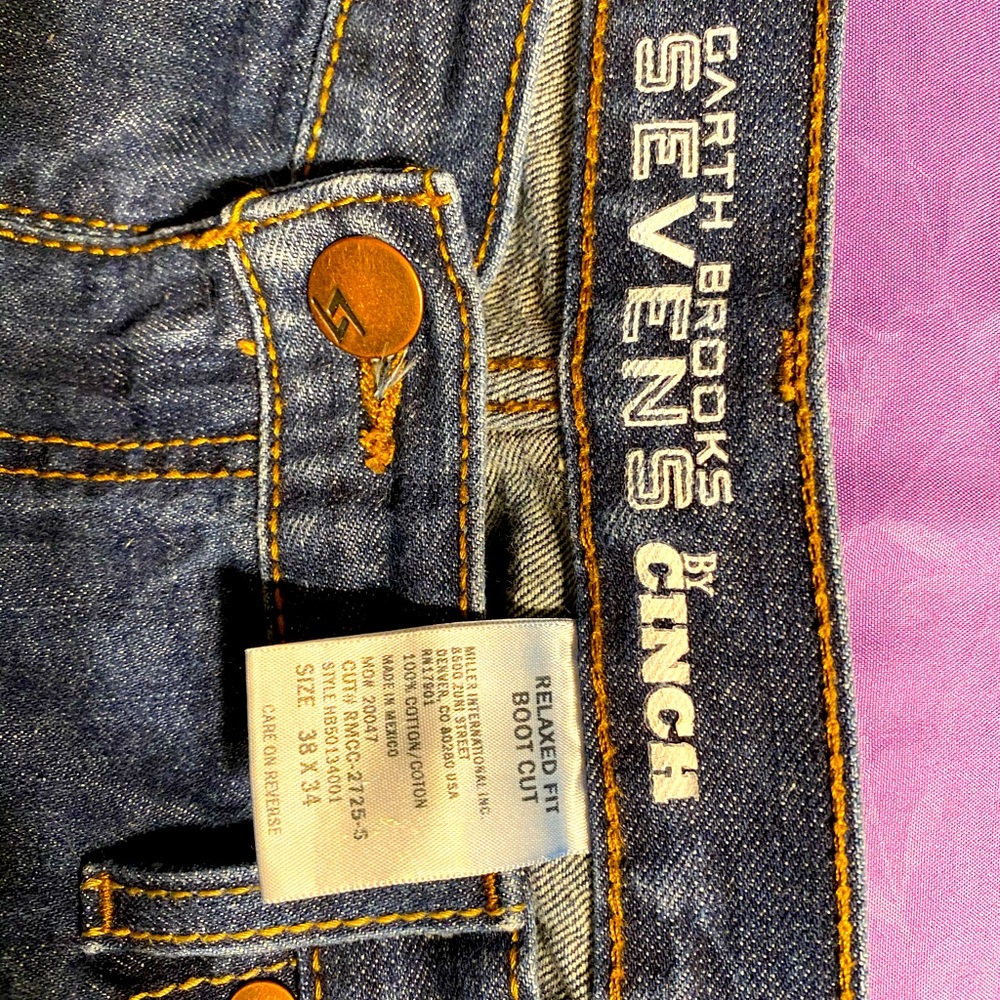 GARTH BROOKS
SEVENS
BY
CINCH
RELAXED FIT
BOOT CUT
MILLER INTERNATIONAL INC.
8500 ZUNI STREET
DENVER, CO 80260 USA
RN17601
100% COTTON/COTON
MADE IN MEXICO
MO# 20047
CUT# RMCC-2725-S
STYLE HB50134001
SIZE 38 X 34
CARE ON REVERSE